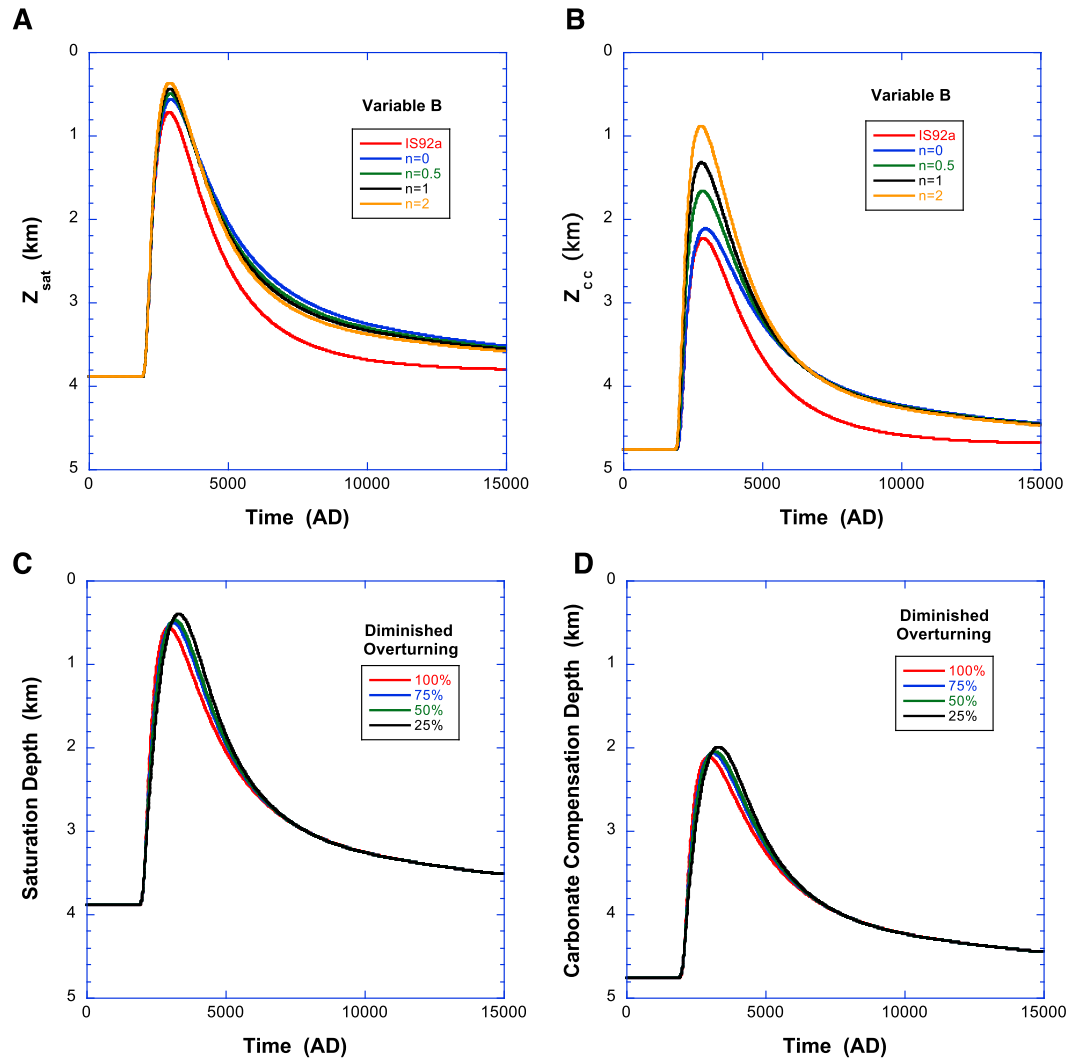 A
0
1
2
3
4
5
Z sat (km)
Variable B
IS92a
n=0
n=0.5
n=1
n=2
0
5000
10000
15000
Time (AD)
B
0
1
2
3
4
5
Z cc (km)
Variable B
IS92a
n=0
n=0.5
n=1
n=2
0
5000
10000
15000
Time (AD)
C
0
1
2
3
4
5
Saturation Depth (km)
Diminished
Overturning
100%
75%
50%
25%
0
5000
10000
15000
Time (AD)
D
0
1
2
3
4
5
Carbonate Compensation Depth (km)
Diminished
Overturning
100%
75%
50%
25%
0
5000
10000
15000
Time (AD)